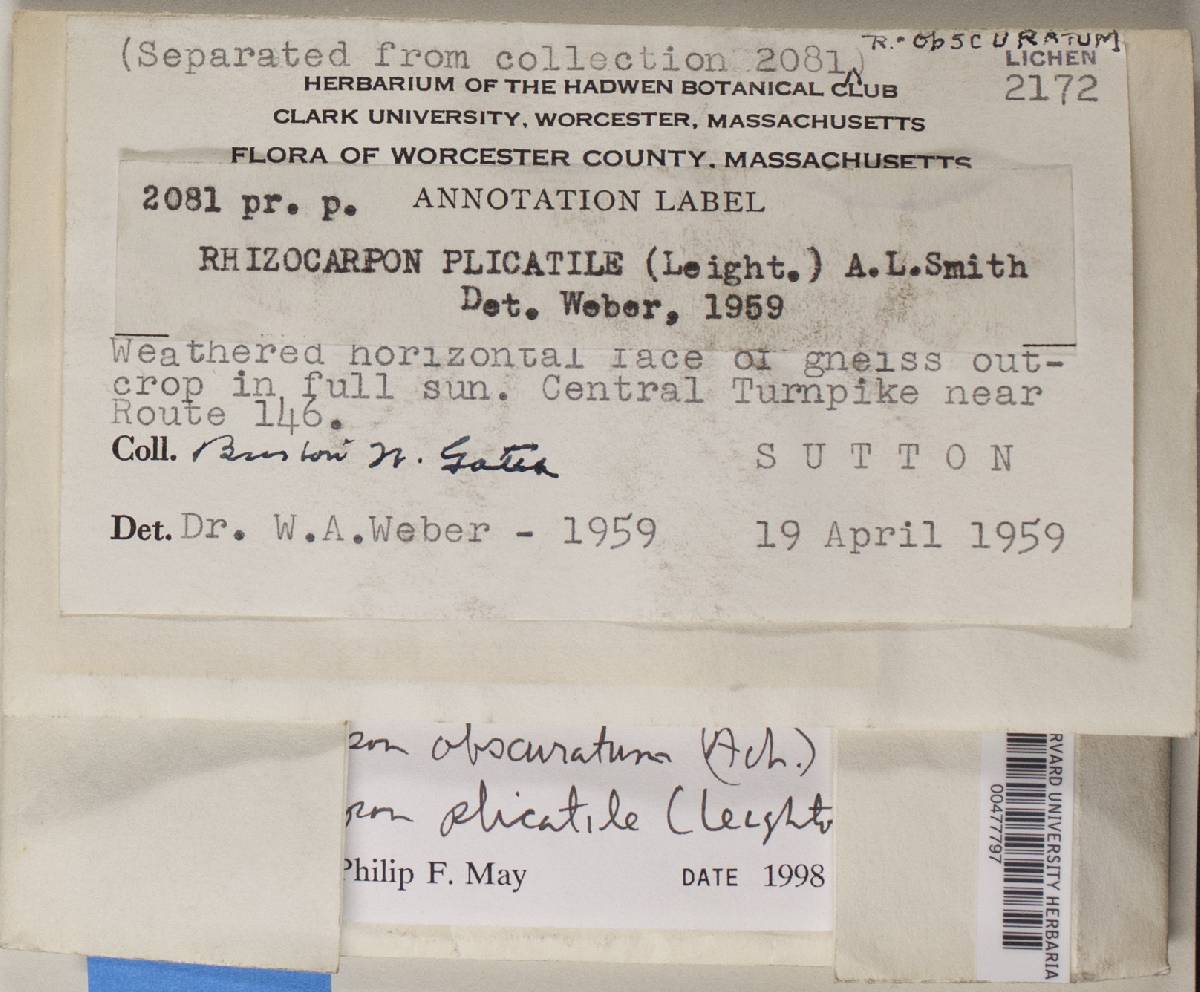 R. ObSCURATUM
(Separated from collection 2081)
LICHEN
2172
HERBARIUM OF THE HADWEN BOTANICAL CLUB
CLARK UNIVERSITY, WORCESTER, MASSACHUSETTS
FLORA OF WORCESTER COUNTY, MASSACHUSETTS
2081 pr. p. ANNOTATION LABEL
RHIZOCARPON PLICATILE (Leight.) A.L.Smith
Det. Weber, 1959
Weathered horizontal face of gneiss out-
crop in full sun. Central Turnpike near
Route 146.
Coll. N. Gates SUTTON
Det. Dr. W.A.Weber - 1959 19 April 1959
obscuratum (Ach.)
plicatile (Leight
Philip F. May DATE 1998
RVARD UNIVERSITY HERBARIA
00477797